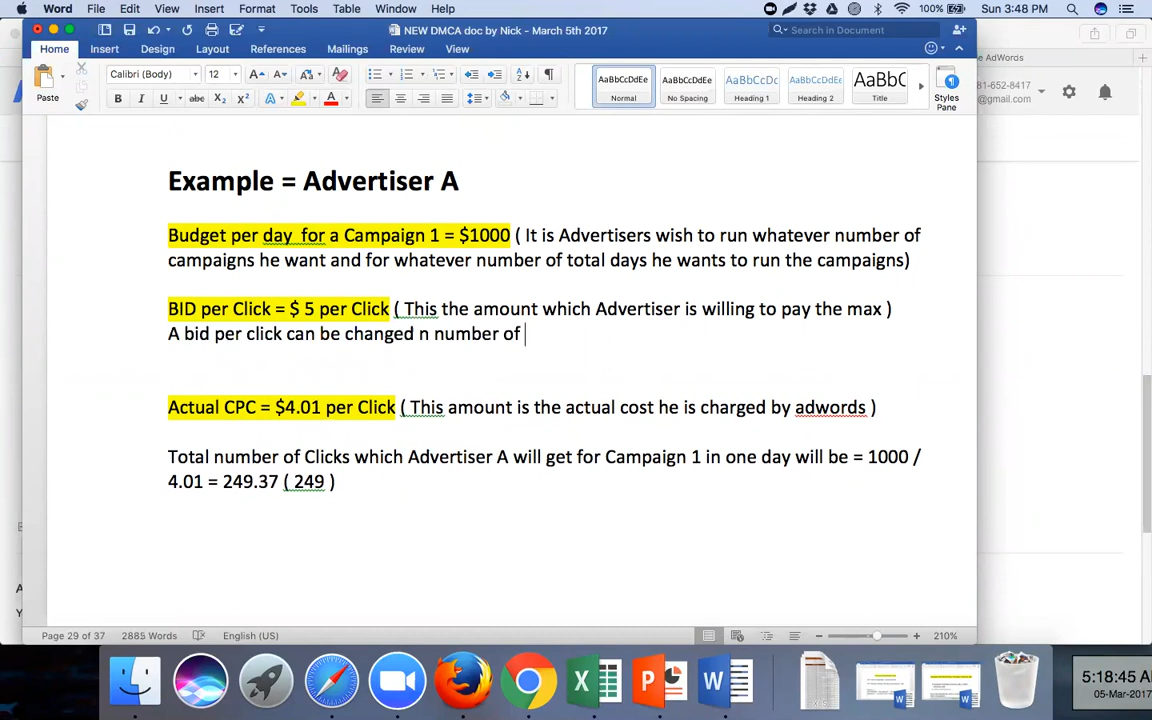 Word File Edit View Insert Format Tools Table Window Help 100% Sun 3:48 PM
NEW DMCA doc by Nick - March 5th 2017
Search in Document
Home Insert Design Layout References Mailings Review View
e AdWords
Paste
Calibri (Body) 12
AaBbCcDdEe AaBbCcDdEe AaBbCcDc AaBbCcDdEe AaBbC
Normal No Spacing Heading 1 Heading 2 Title
Styles
Pane
81-652-8417
@gmail.com
Example = Advertiser A
Budget per day for a Campaign 1 = $1000 ( It is Advertisers wish to run whatever number of
campaigns he want and for whatever number of total days he wants to run the campaigns)
BID per Click = $ 5 per Click ( This the amount which Advertiser is willing to pay the max )
A bid per click can be changed n number of
Actual CPC = $4.01 per Click ( This amount is the actual cost he is charged by adwords )
Total number of Clicks which Advertiser A will get for Campaign 1 in one day will be = 1000 /
4.01 = 249.37 ( 249 )
Page 29 of 37 2885 Words English (US) 210%
5:18:45 A
05-Mar-2017